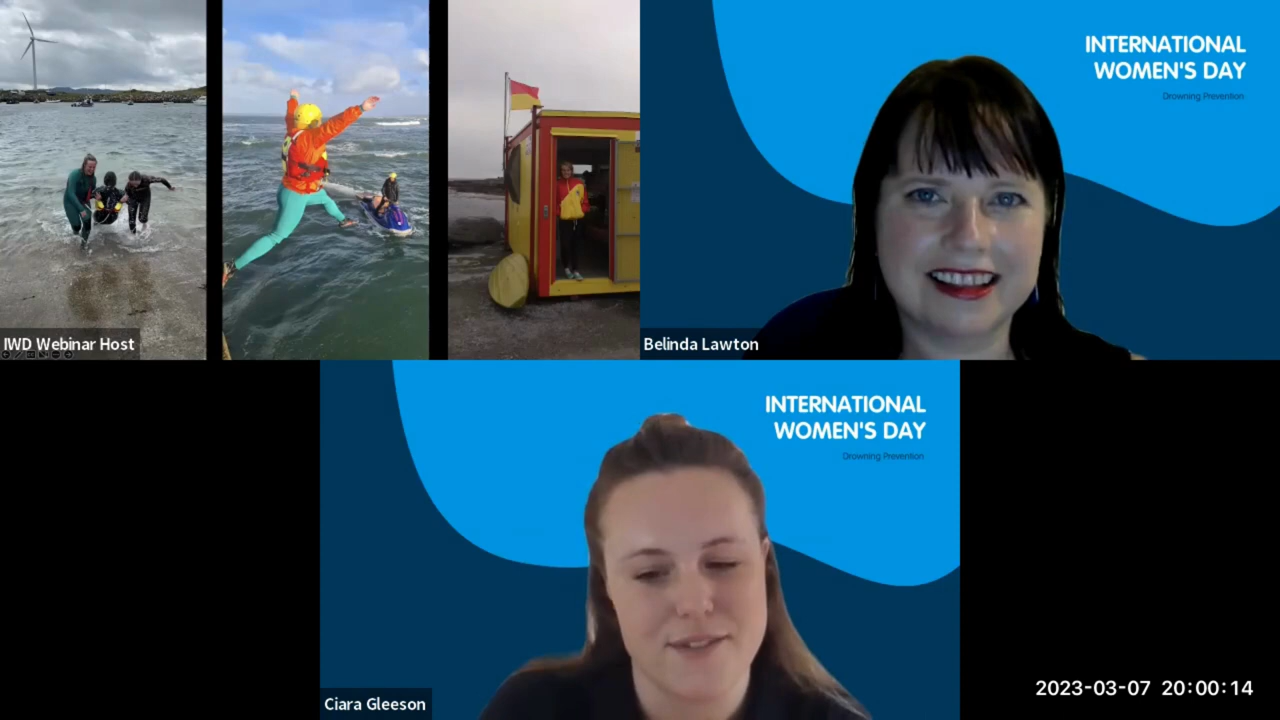 INTERNATIONAL
WOMEN'S DAY
Drowning Prevention
IWD Webinar Host
Belinda Lawton
INTERNATIONAL
WOMEN'S DAY
Drowning Prevention
Ciara Gleeson
2023-03-07 20:00:14